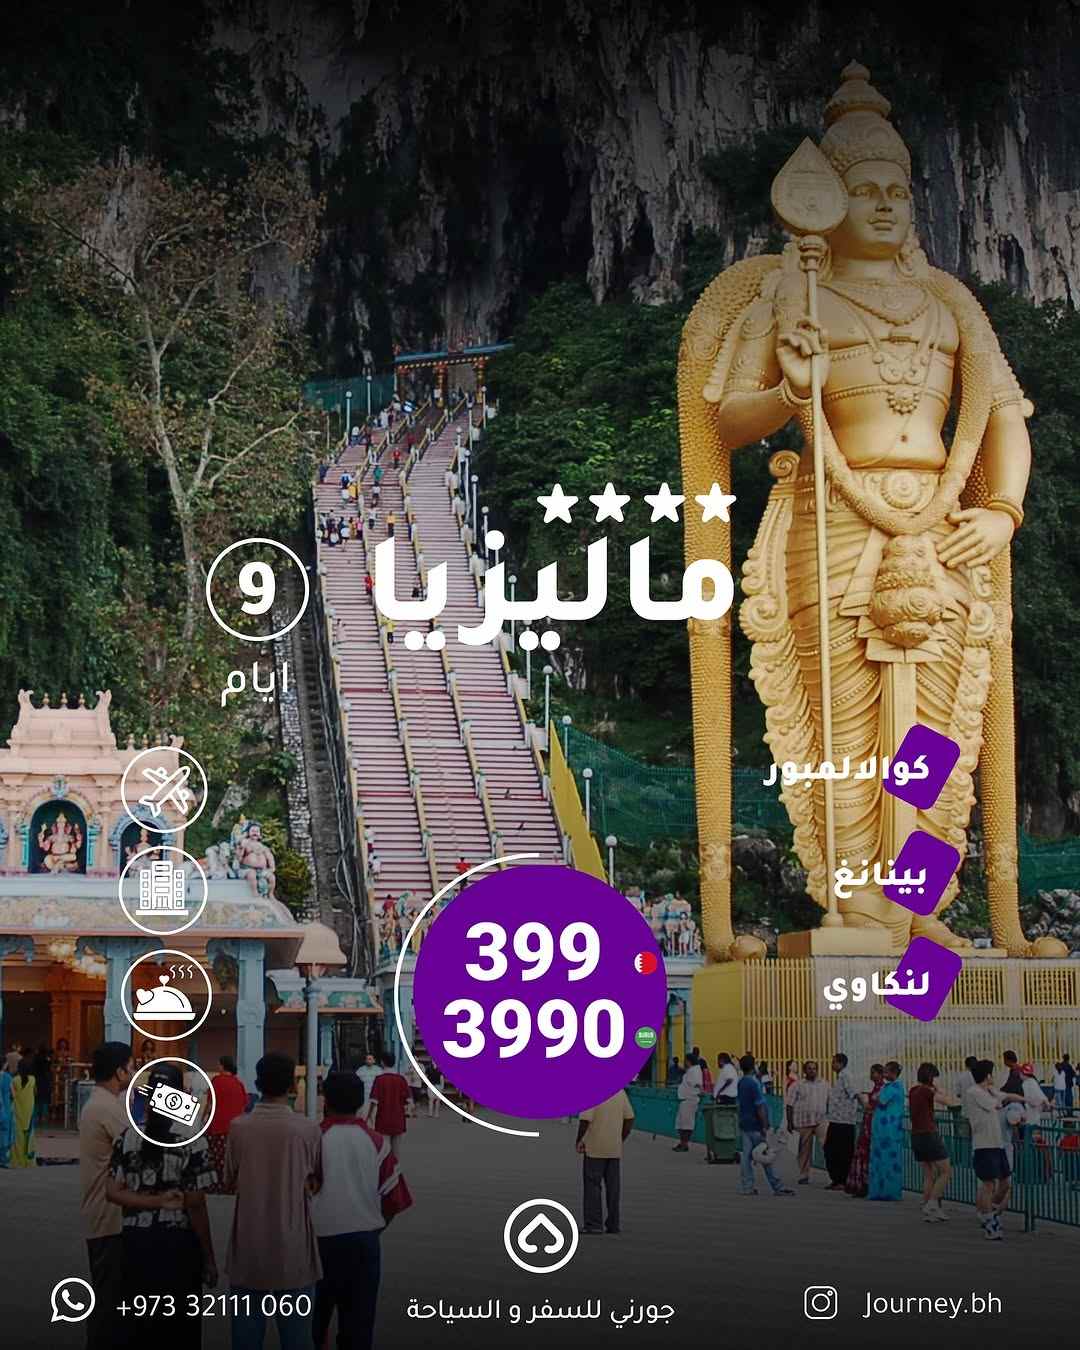 ماليزيا
9
ايام
كوالالمبور
بينانغ
لنكاوي
399
3990
جورني للسفر و السياحة
+973 32111 060
Journey.bh